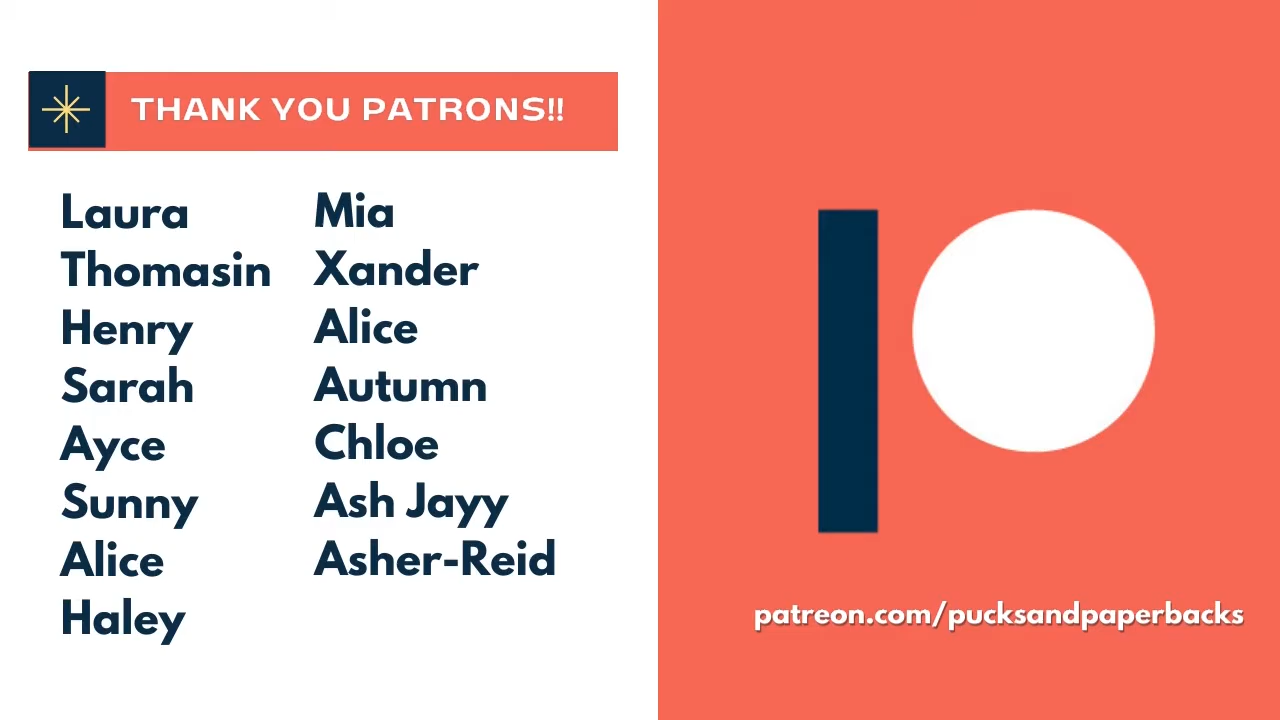 THANK YOU PATRONS!!
Laura
Thomasin
Henry
Sarah
Ayce
Sunny
Alice
Haley
Mia
Xander
Alice
Autumn
Chloe
Ash Jayy
Asher-Reid
patreon.com/pucksandpaperbacks